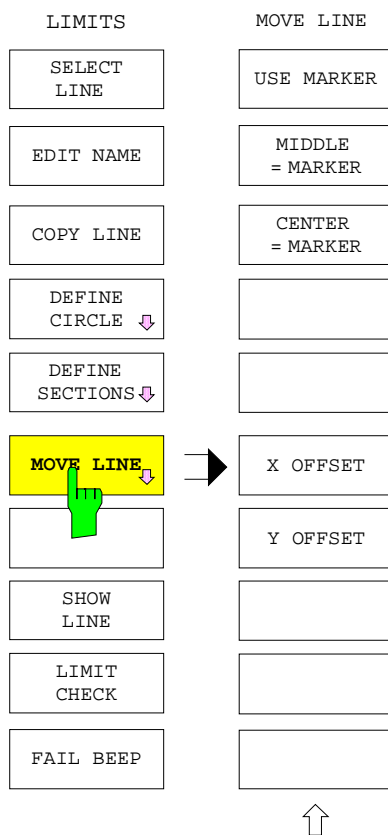 LIMITS
SELECT
LINE
EDIT NAME
COPY LINE
DEFINE
CIRCLE
DEFINE
SECTIONS
MOVE LINE
SHOW
LINE
LIMIT
CHECK
FAIL BEEP
MOVE LINE
USE MARKER
MIDDLE
= MARKER
CENTER
= MARKER
X OFFSET
Y OFFSET